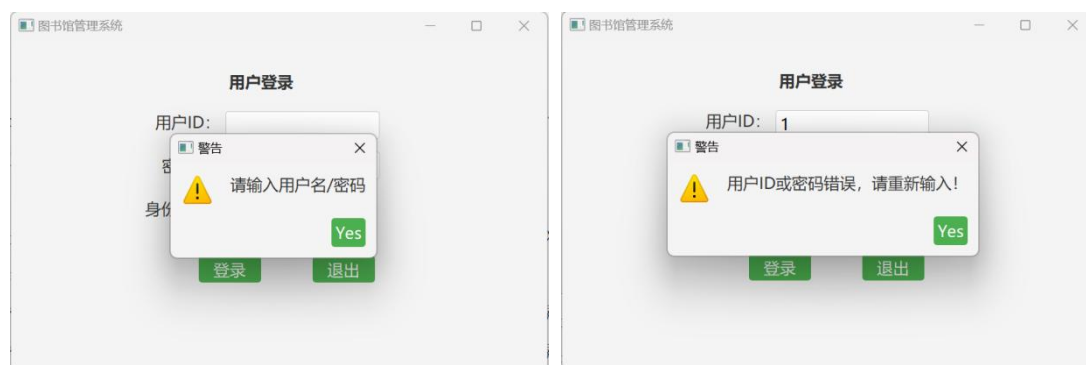 图书馆管理系统
用户登录
用户ID：
警告
密
请输入用户名/密码
身份
Yes
登录
退出
图书馆管理系统
用户登录
用户ID：
1
警告
用户ID或密码错误，请重新输入！
Yes
登录
退出